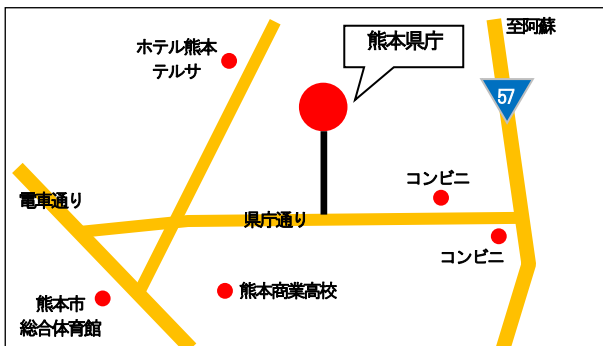 ホテル熊本
テルサ
熊本県庁
至阿蘇
57
電車通り
県庁通り
コンビニ
コンビニ
熊本市
総合体育館
熊本商業高校